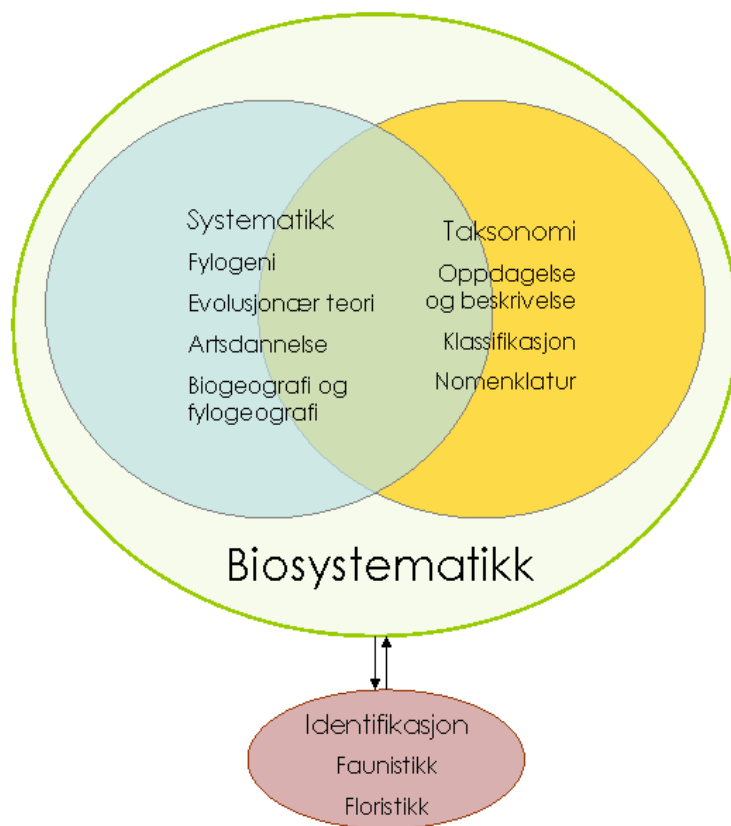 Systematikk
Fylogeni
Evolusjonær teori
Artsdannelse
Biogeografi og
fylogeografi
Taksonomi
Oppdagelse
og beskrivelse
Klassifikasjon
Nomenklatur
Biosystematikk
Identifikasjon
Faunistikk
Floristikk